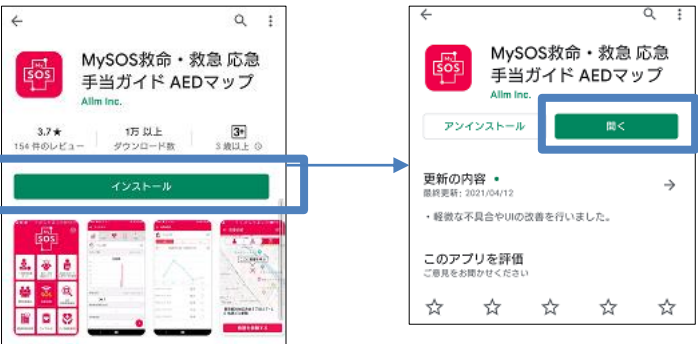 MySOS救命・救急 応急
手当ガイド AEDマップ
Allm Inc.
3.7★
154 件のレビュー
1万 以上
ダウンロード数
3+
3 歳以上
インストール
SOS
MySOS救命・救急 応急
手当ガイド AEDマップ
Allm Inc.
アンインストール
開く
更新の内容
最終更新: 2021/04/12
・軽微な不具合やUIの改善を行いました。
このアプリを評価
ご意見をお聞かせください